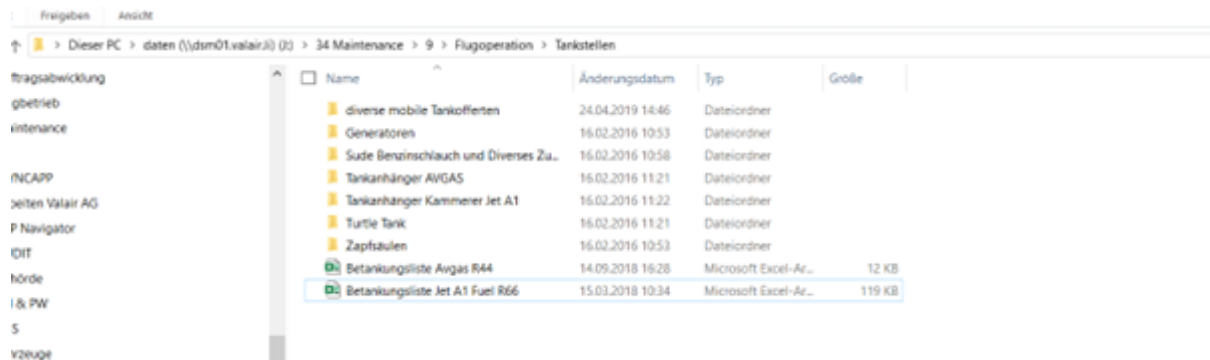 Freigeben Ansicht
> Dieser PC > daten (\\dsm01.valair.li) (J:) > 34 Maintenance > 9 > Flugoperation > Tankstellen
Name Änderungsdatum Typ Größe
diverse mobile Tankofferten 24.04.2019 14:46 Dateiordner
Generatoren 16.02.2016 10:53 Dateiordner
Sude Benzinschlauch und Diverses Zu... 16.02.2016 10:58 Dateiordner
Tankanhänger AVGAS 16.02.2016 11:21 Dateiordner
Tankanhänger Kammerer Jet A1 16.02.2016 11:22 Dateiordner
Turtle Tank 16.02.2016 11:21 Dateiordner
Zapfsäulen 16.02.2016 10:53 Dateiordner
Betankungsliste Avgas R44 14.09.2018 16:28 Microsoft Excel-Ar... 12 KB
Betankungsliste Jet A1 Fuel R66 15.03.2018 10:34 Microsoft Excel-Ar... 119 KB
ftragsabwicklung
gbetrieb
intenance
YNCAPP
beiten Valair AG
P Navigator
DIT
hörde
& PW
S
rzeuge